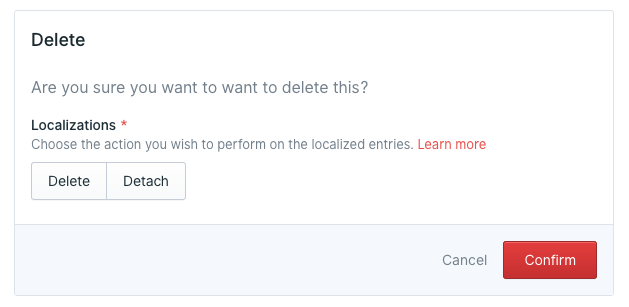 Delete
Are you sure you want to want to delete this?
Localizations *
Choose the action you wish to perform on the localized entries. Learn more
Delete Detach
Cancel Confirm